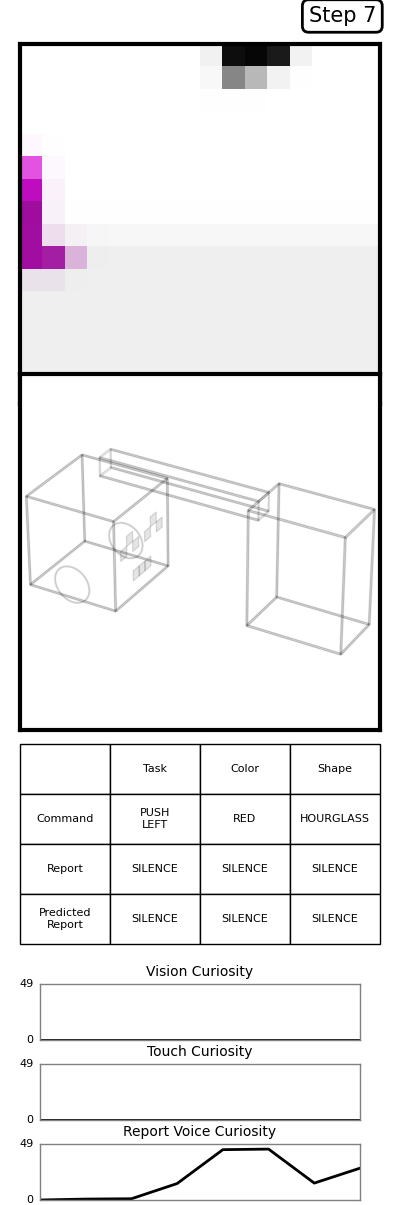 Step 7
Task Color Shape
Command PUSH LEFT RED HOURGLASS
Report SILENCE SILENCE SILENCE
Predicted Report SILENCE SILENCE SILENCE
Vision Curiosity
49
0
Touch Curiosity
49
0
Report Voice Curiosity
49
0